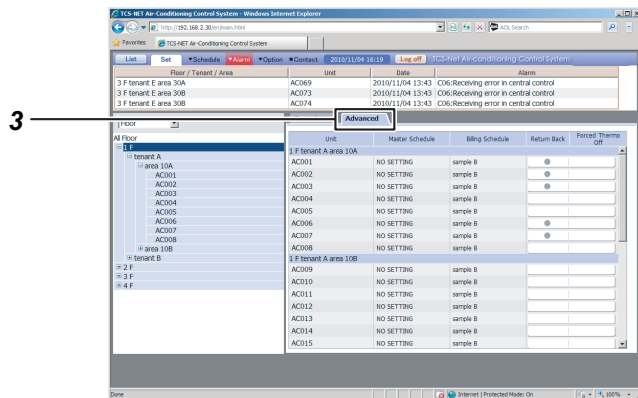 TCS-NET Air-Conditioning Control System - Windows Internet Explorer
http://192.168.2.30/en/main.html
AOL Search
Favorites TCS-NET Air-Conditioning Control System
List Set ▼Schedule ▼Alarm ▼Option ■Contact 2010/11/04 16:19 Log off TCS-Net Air-conditioning Control System
Floor / Tenant / Area Unit Date Alarm
3 F tenant E area 30A AC069 2010/11/04 13:43 C06:Receiving error in central control
3 F tenant E area 30B AC073 2010/11/04 13:43 C06:Receiving error in central control
3 F tenant E area 30B AC074 2010/11/04 13:43 C06:Receiving error in central control
3
Advanced
Floor
All Floor
1 F
tenant A
area 10A
AC001
AC002
AC003
AC004
AC005
AC006
AC007
AC008
area 10B
tenant B
2 F
3 F
4 F
Unit Master Schedule Billing Schedule Return Back Forced Thermo Off
1 F tenant A area 10A
AC001 NO SETTING sample B
AC002 NO SETTING sample B
AC003 NO SETTING sample B
AC004 NO SETTING sample B
AC005 NO SETTING sample B
AC006 NO SETTING sample B
AC007 NO SETTING sample B
AC008 NO SETTING sample B
1 F tenant A area 10B
AC009 NO SETTING sample B
AC010 NO SETTING sample B
AC011 NO SETTING sample B
AC012 NO SETTING sample B
AC013 NO SETTING sample B
AC014 NO SETTING sample B
AC015 NO SETTING sample B
Done Internet | Protected Mode: On 100%